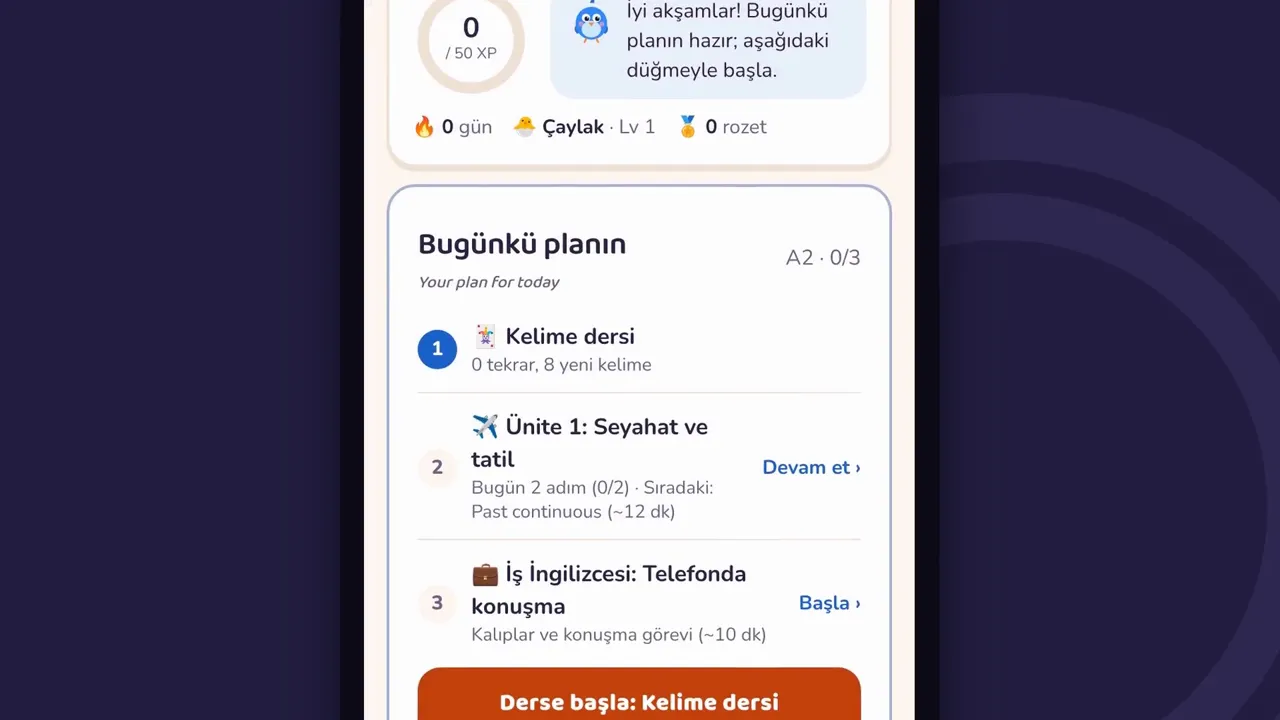 0
/ 50 XP
İyi akşamlar! Bugünkü
planın hazır; aşağıdaki
düğmeyle başla.
0 gün
Çaylak · Lv 1
0 rozet
Bugünkü planın
A2 · 0/3
Your plan for today
1
Kelime dersi
0 tekrar, 8 yeni kelime
2
Ünite 1: Seyahat ve
tatil
Bugün 2 adım (0/2) · Sıradaki:
Past continuous (~12 dk)
Devam et ›
3
İş İngilizcesi: Telefonda
konuşma
Kalıplar ve konuşma görevi (~10 dk)
Başla ›
Derse başla: Kelime dersi